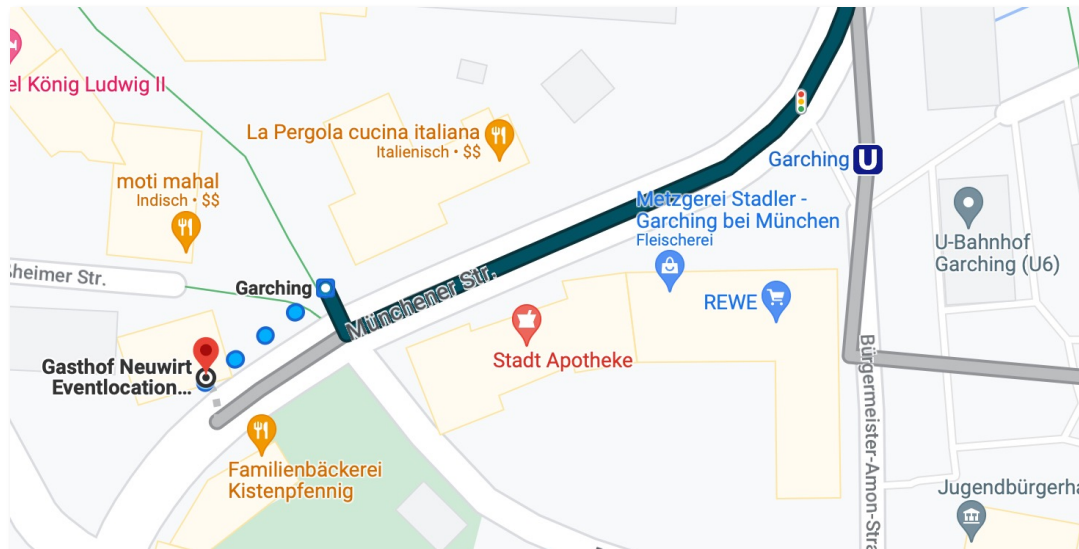 el König Ludwig II
La Pergola cucina italiana
Italienisch • $$
moti mahal
Indisch • $$
Garching
U
Metzgerei Stadler -
Garching bei München
Fleischerei
U-Bahnhof
Garching (U6)
heimer Str.
Garching
Münchener Str.
REWE
Stadt Apotheke
Gasthof Neuwirt
Eventlocation...
Bürgermeister-Amon-Stra
Familienbäckerei
Kistenpfennig
Jugendbürgerha